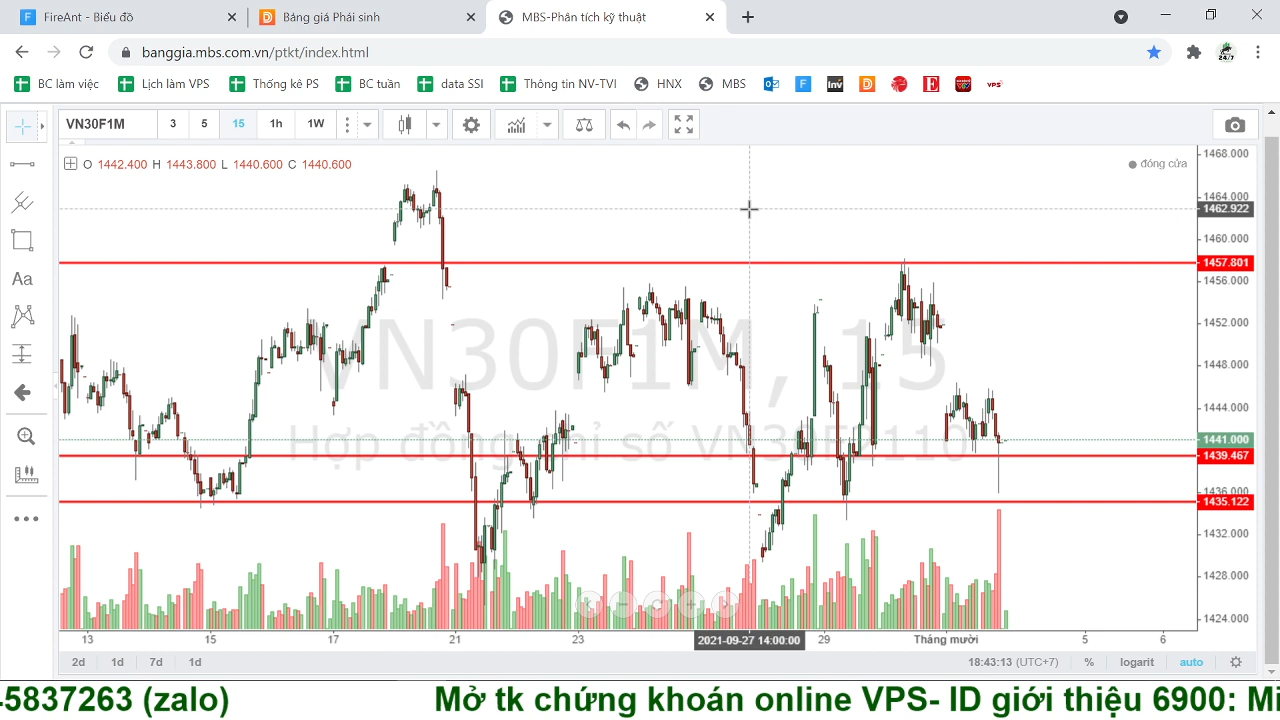 FireAnt - Biểu đồ
Bảng giá Phái sinh
MBS-Phân tích kỹ thuật
banggia.mbs.com.vn/ptkt/index.html
BC làm việc
Lịch làm VPS
Thống kê PS
BC tuần
data SSI
Thông tin NV-TVI
HNX
MBS
VN30F1M
3
5
15
1h
1W
O 1442.400 H 1443.800 L 1440.600 C 1440.600
đóng cửa
VN30F1M, 15
1468.000
1464.000
1462.922
1460.000
1457.801
1456.000
1452.000
1448.000
1444.000
1441.000
1439.467
1436.000
1435.122
1432.000
1428.000
1424.000
Aa
13
15
17
21
23
2021-09-27 14:00:00
29
Tháng mười
5
6
2d
1d
7d
1d
18:43:13 (UTC+7)
%
logarit
auto
5837263 (zalo)
Mở tk chứng khoán online VPS- ID giới thiệu 6900: Mi